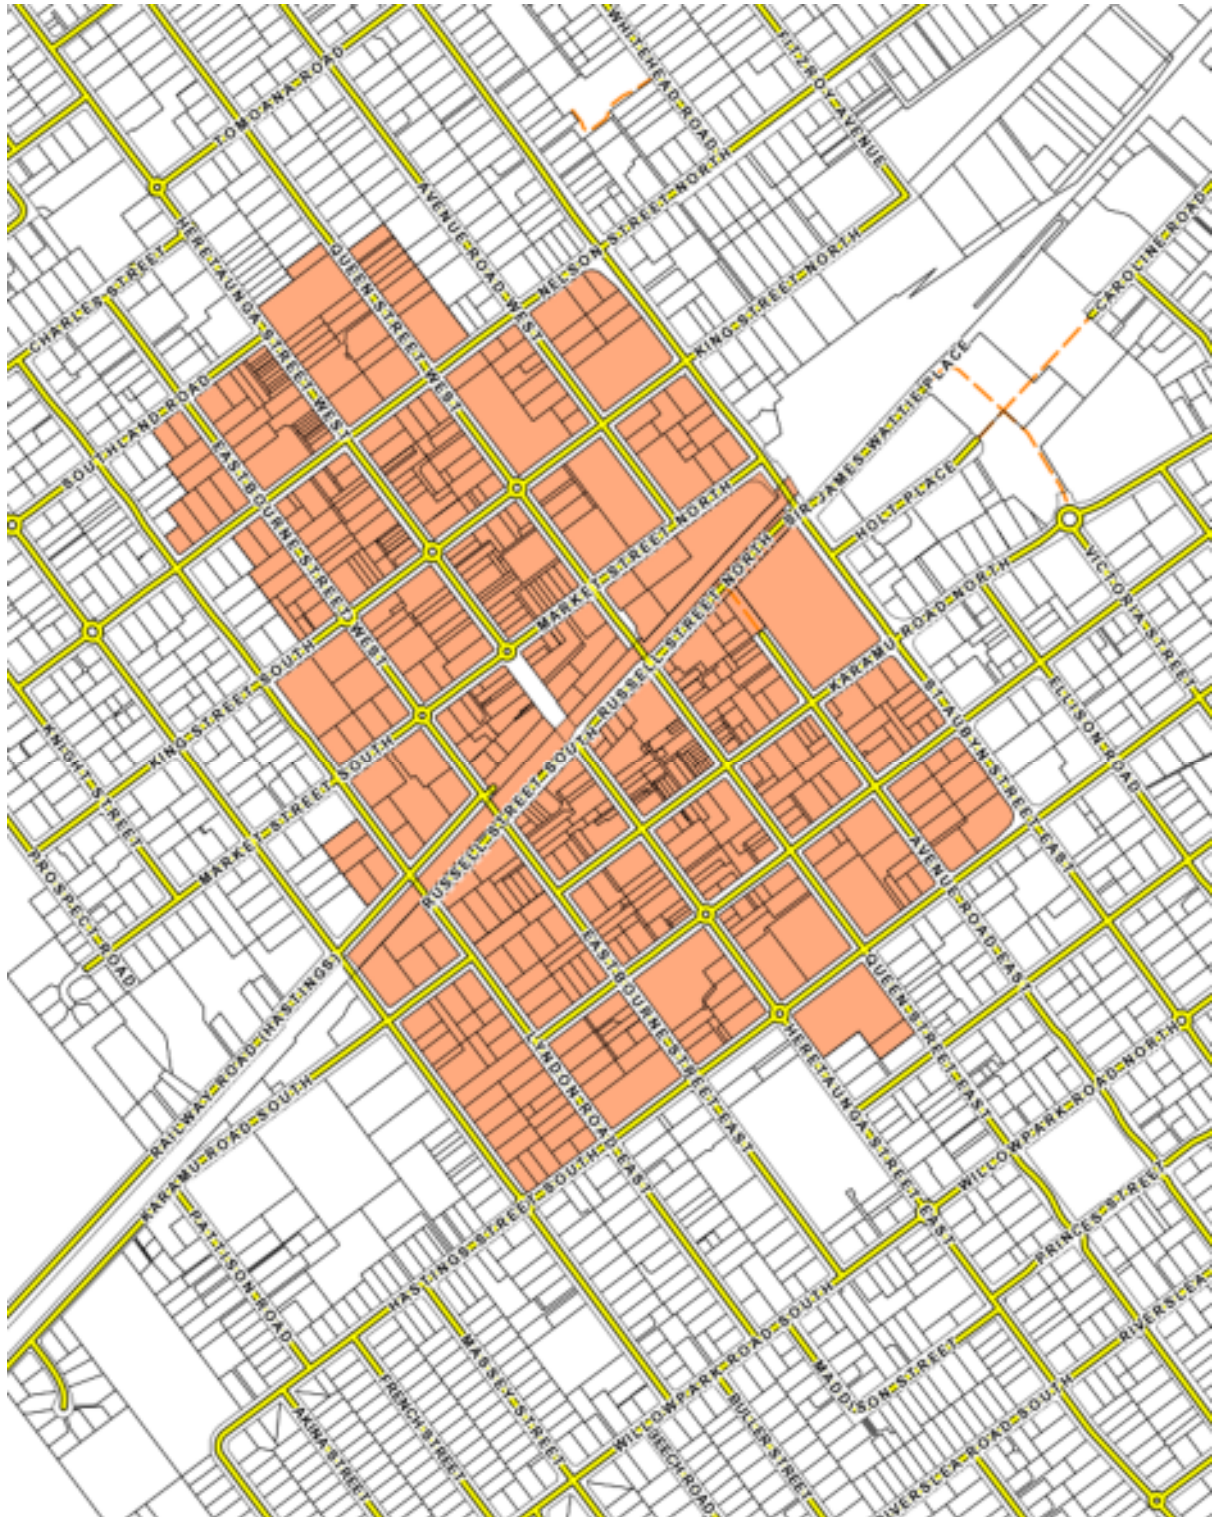 WHITEHEAD ROAD
FITZROY AVENUE
TOMOANA ROAD
AVENUE ROAD WEST
NELSON STREET NORTH
HERETAUNGA STREET WEST
QUEEN STREET WEST
CHARLES STREET
KING STREET NORTH
CAROLINE ROAD
SOUTHLAND ROAD
SIR JAMES WATTIE PLACE
EASTBOURNE STREET WEST
MARKET STREET NORTH
HOLT PLACE
RUSSELL STREET NORTH
KARAMU ROAD NORTH
VICTORIA STREET
KING STREET SOUTH
ELLISON ROAD
ST AUBYN STREET EAST
KNIGHT STREET
MARKET STREET SOUTH
RUSSELL STREET SOUTH
PROSPECT ROAD
AVENUE ROAD EAST
RAILWAY ROAD (HASTINGS)
EASTBOURNE STREET EAST
QUEEN STREET EAST
LYNDON ROAD EAST
HERETAUNGA STREET EAST
WILLOWPARK ROAD NORTH
KARAMU ROAD SOUTH
PATTISON ROAD
HASTINGS STREET SOUTH
PRINCES STREET
MASSEY STREET
WILLOWPARK ROAD SOUTH
MADDISON STREET
FRENCH STREET
AKINA STREET
BEECH ROAD
BUTLER STREET
RIVERSLEA ROAD SOUTH
RIVERSLEA